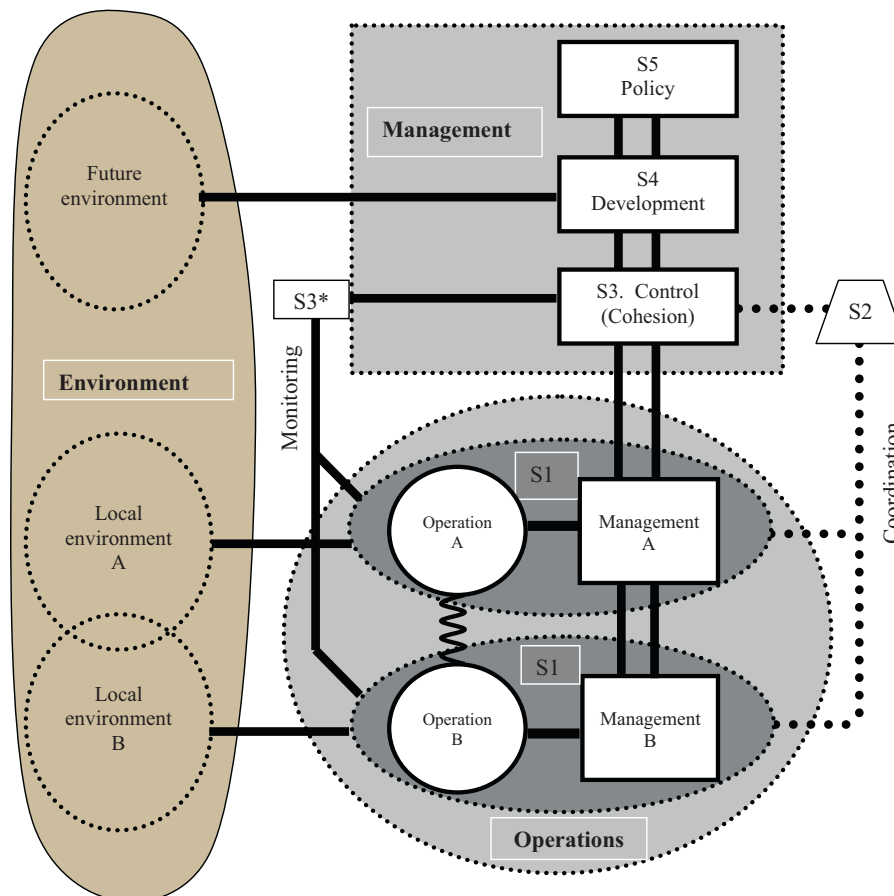 S5
Policy
Management
Future
environment
S4
Development
S3*
S3. Control
(Cohesion)
S2
Environment
Monitoring
Coordination
S1
Local
environment
A
Operation
A
Management
A
S1
Local
environment
B
Operation
B
Management
B
Operations